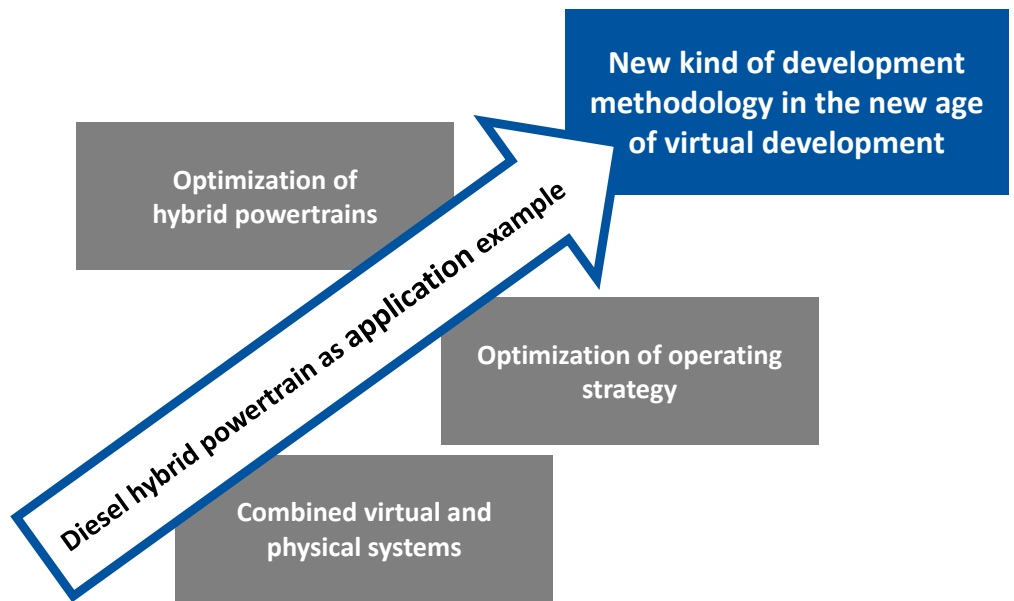 New kind of development
methodology in the new age
of virtual development
Optimization of
hybrid powertrains
Diesel hybrid powertrain as application example
Optimization of operating
strategy
Combined virtual and
physical systems